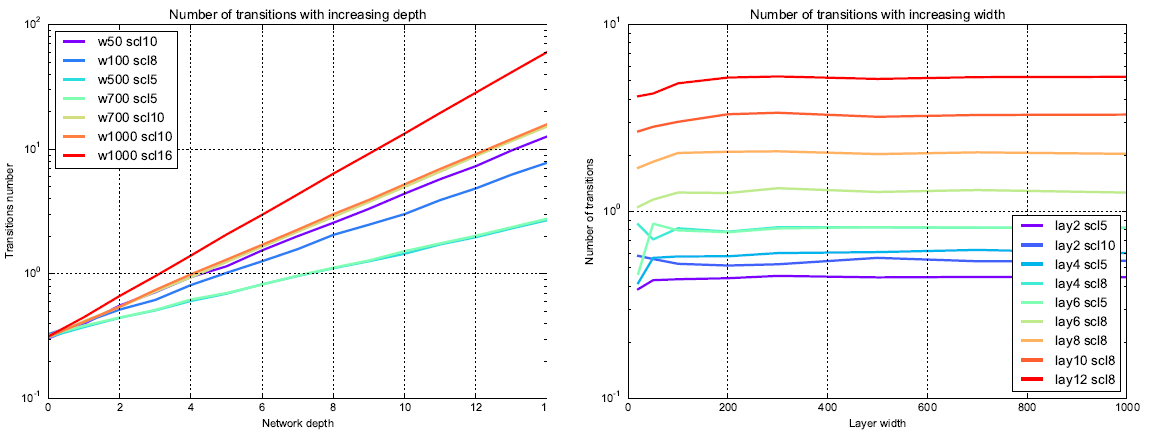 Number of transitions with increasing depth
10^2
10^1
10^0
10^-1
Transitions number
w50 scl10
w100 scl8
w500 scl5
w700 scl5
w700 scl10
w1000 scl10
w1000 scl16
0 2 4 6 8 10 12 1
Network depth
Number of transitions with increasing width
10^1
10^0
10^-1
Number of transitions
lay2 scl5
lay2 scl10
lay4 scl5
lay4 scl8
lay6 scl5
lay6 scl8
lay8 scl8
lay10 scl8
lay12 scl8
0 200 400 600 800 1000
Layer width